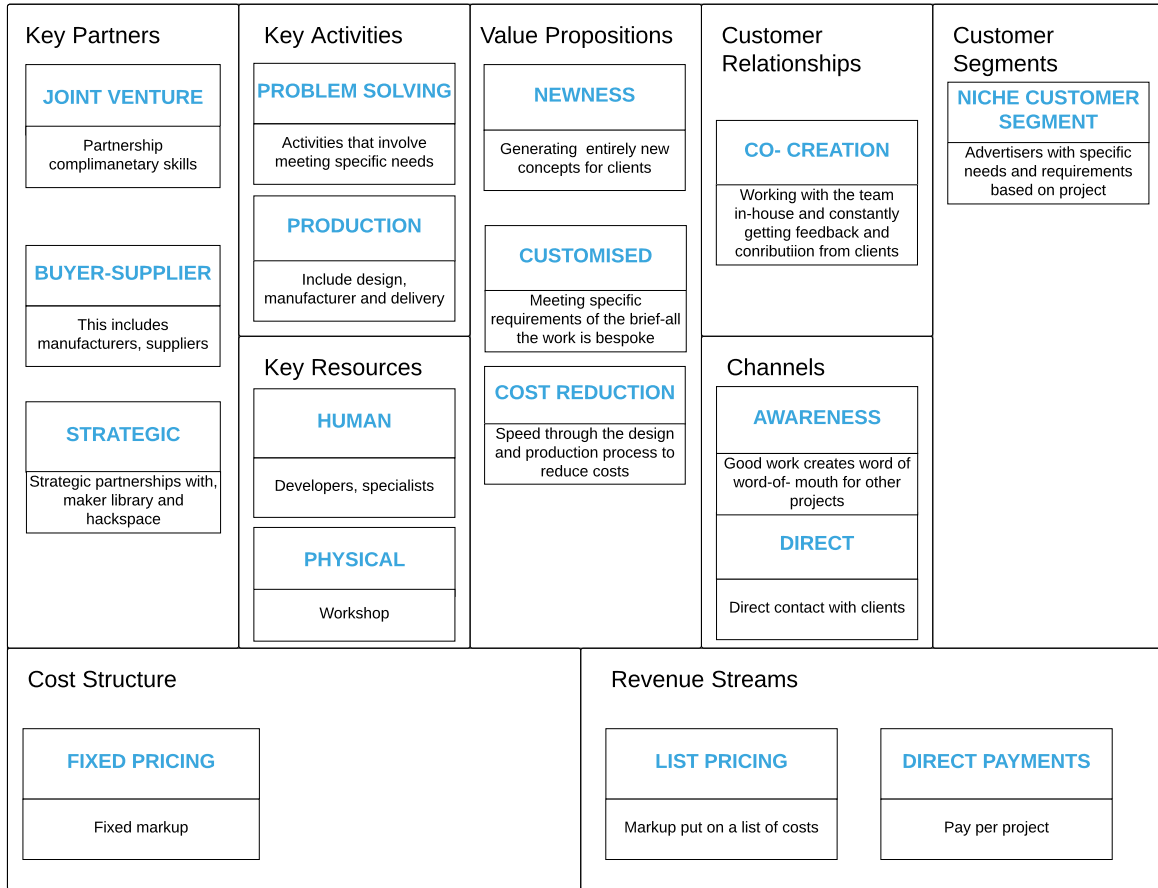 Key Partners
JOINT VENTURE
Partnership
complimanetary skills
BUYER-SUPPLIER
This includes
manufacturers, suppliers
STRATEGIC
Strategic partnerships with,
maker library and
hackspace
Key Activities
PROBLEM SOLVING
Activities that involve
meeting specific needs
PRODUCTION
Include design,
manufacturer and delivery
Key Resources
HUMAN
Developers, specialists
PHYSICAL
Workshop
Value Propositions
NEWNESS
Generating  entirely new
concepts for clients
CUSTOMISED
Meeting specific
requirements of the brief-all
the work is bespoke
COST REDUCTION
Speed through the design
and production process to
reduce costs
Customer
Relationships
CO- CREATION
Working with the team
in-house and constantly
getting feedback and
conributiion from clients
Channels
AWARENESS
Good work creates word of
word-of- mouth for other
projects
DIRECT
Direct contact with clients
Customer
Segments
NICHE CUSTOMER
SEGMENT
Advertisers with specific
needs and requirements
based on project
Cost Structure
FIXED PRICING
Fixed markup
Revenue Streams
LIST PRICING
Markup put on a list of costs
DIRECT PAYMENTS
Pay per project